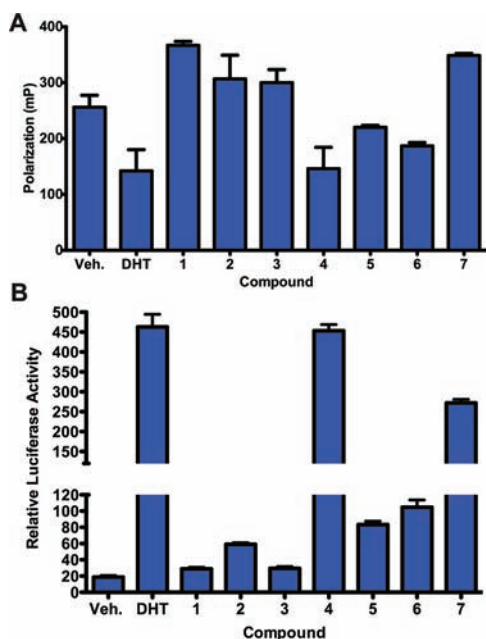 A
Polarization (mP)
400
300
200
100
0
Veh. DHT 1 2 3 4 5 6 7
Compound
B
Relative Luciferase Activity
500
450
400
350
300
250
200
150
120
100
80
60
40
20
0
Veh. DHT 1 2 3 4 5 6 7
Compound